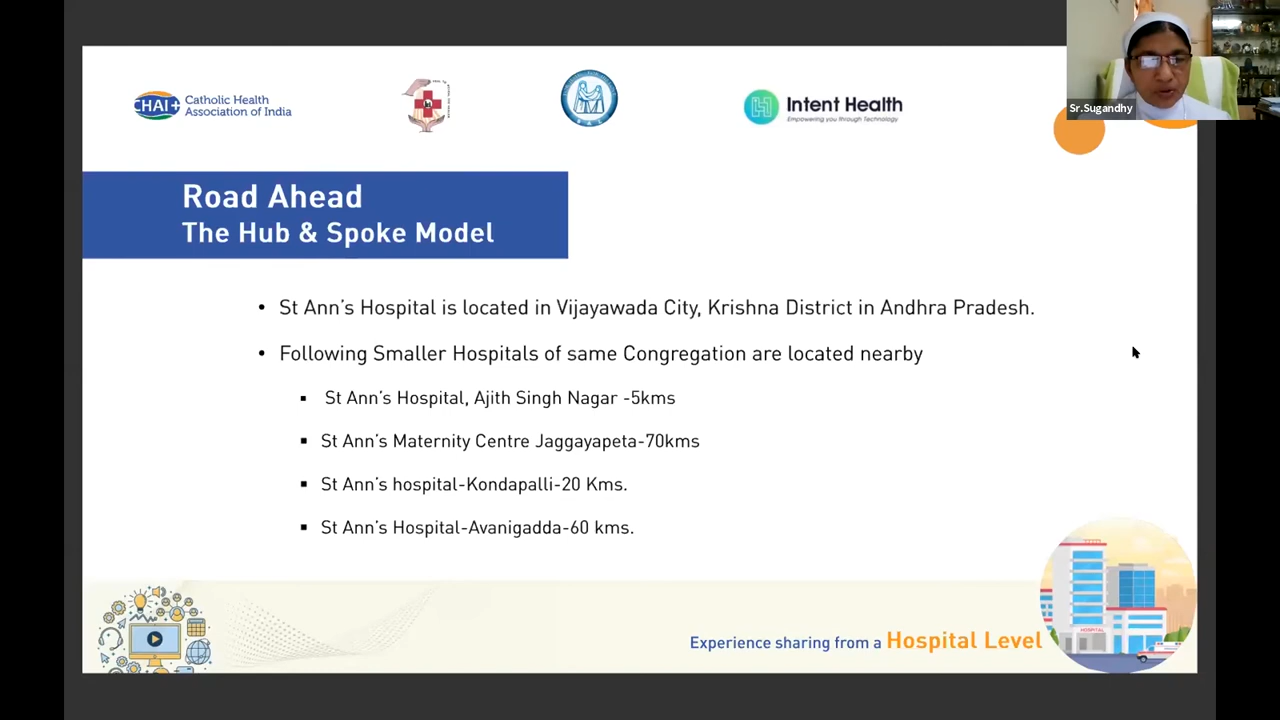 CHAI+ Catholic Health
Association of India
Intent Health
Empowering you through Technology
Sr.Sugandhy
Road Ahead
The Hub & Spoke Model
• St Ann's Hospital is located in Vijayawada City, Krishna District in Andhra Pradesh.
• Following Smaller Hospitals of same Congregation are located nearby
▪ St Ann's Hospital, Ajith Singh Nagar -5kms
▪ St Ann's Maternity Centre Jaggayapeta-70kms
▪ St Ann's hospital-Kondapalli-20 Kms.
▪ St Ann's Hospital-Avanigadda-60 kms.
HOSPITAL
Experience sharing from a Hospital Level